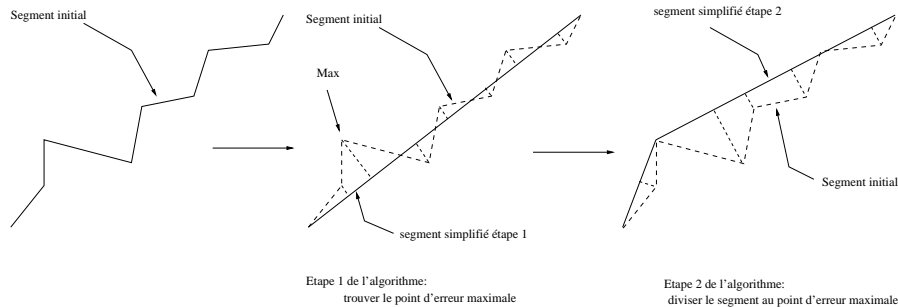 Segment initial
Segment initial
Max
segment simplifié étape 1
segment simplifié étape 2
Segment initial
Etape 1 de l'algorithme:
trouver le point d'erreur maximale
Etape 2 de l'algorithme:
diviser le segment au point d'erreur maximale